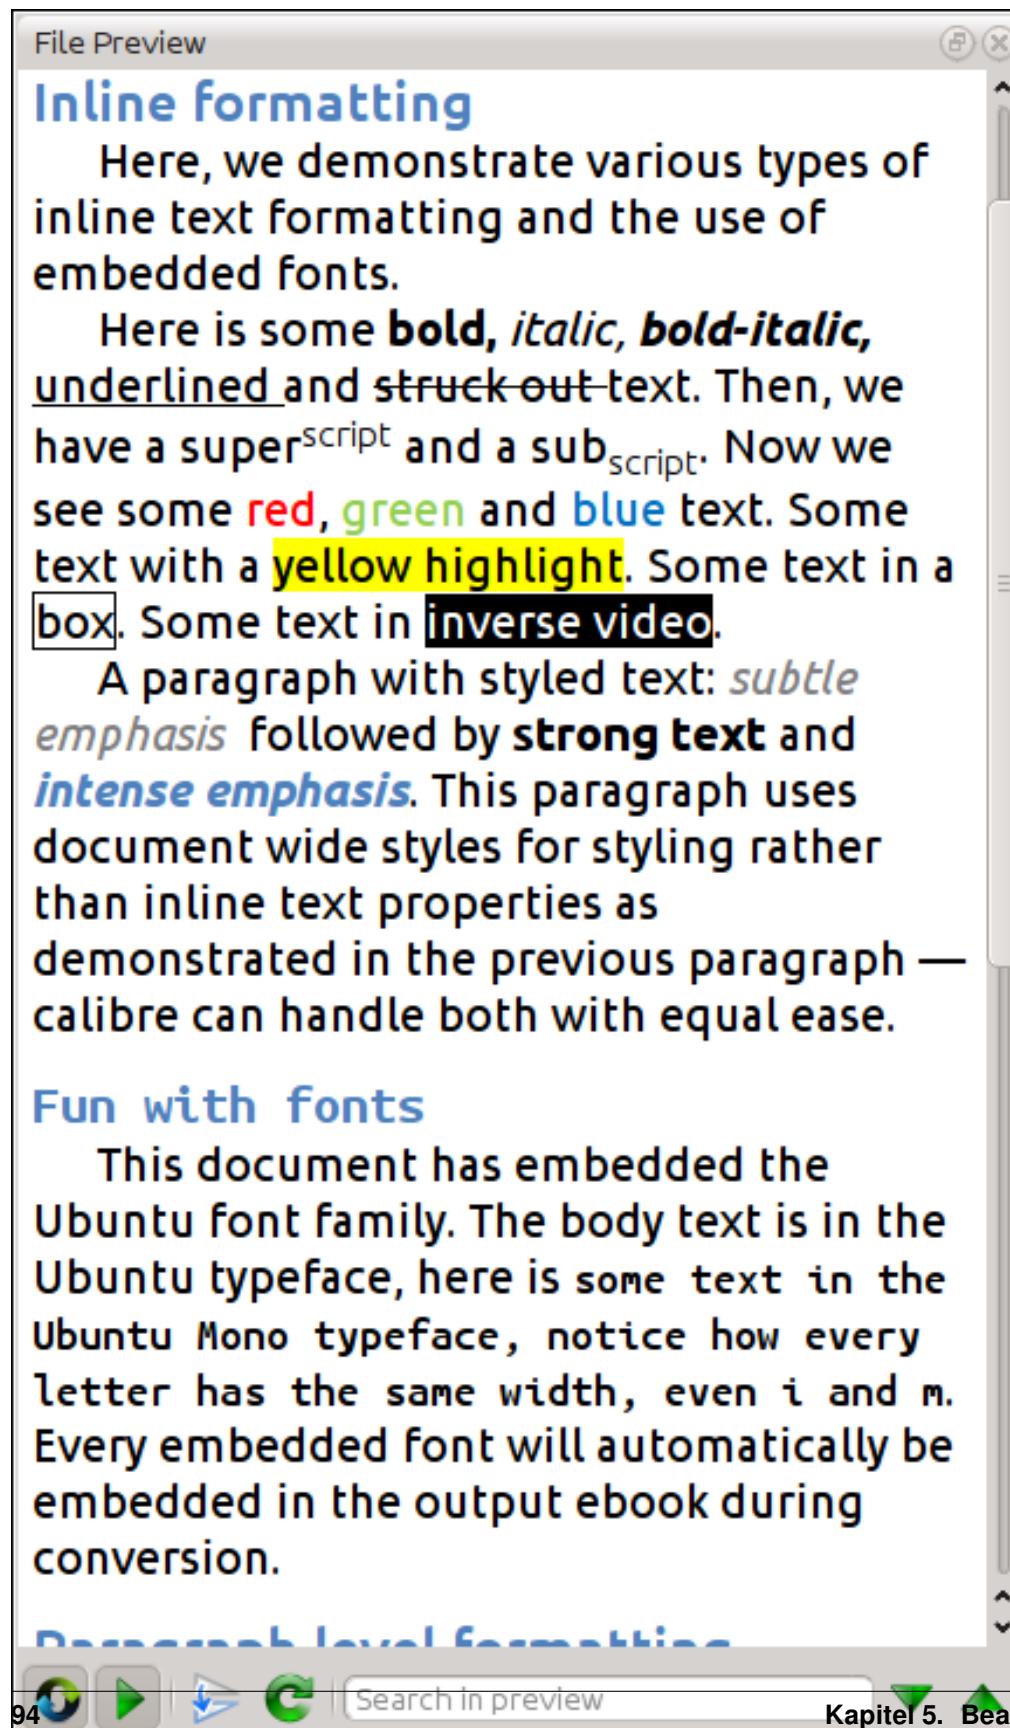 File Preview
Inline formatting
Here, we demonstrate various types of
inline text formatting and the use of
embedded fonts.
Here is some bold, italic, bold-italic,
underlined and struck out text. Then, we
have a superscript and a subscript. Now we
see some red, green and blue text. Some
text with a yellow highlight. Some text in a
box. Some text in inverse video.
A paragraph with styled text: subtle
emphasis followed by strong text and
intense emphasis. This paragraph uses
document wide styles for styling rather
than inline text properties as
demonstrated in the previous paragraph —
calibre can handle both with equal ease.
Fun with fonts
This document has embedded the
Ubuntu font family. The body text is in the
Ubuntu typeface, here is some text in the
Ubuntu Mono typeface, notice how every
letter has the same width, even i and m.
Every embedded font will automatically be
embedded in the output ebook during
conversion.
Paragraph level formatting
Search in preview
94 Kapitel 5. Bea